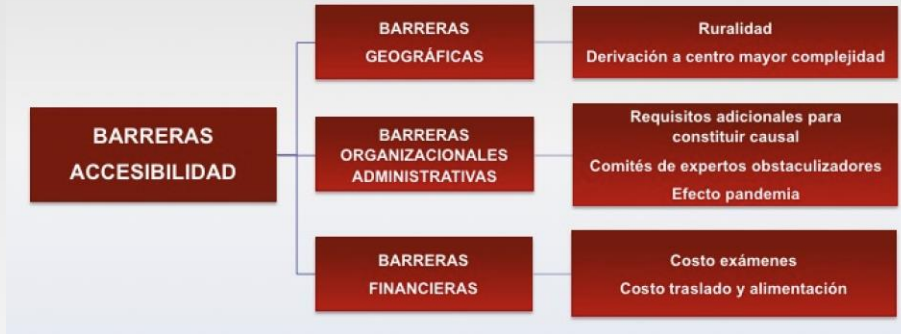 BARRERAS
ACCESIBILIDAD
BARRERAS
GEOGRÁFICAS
Ruralidad
Derivación a centro mayor complejidad
BARRERAS
ORGANIZACIONALES
ADMINISTRATIVAS
Requisitos adicionales para
constituir causal
Comités de expertos obstaculizadores
Efecto pandemia
BARRERAS
FINANCIERAS
Costo exámenes
Costo traslado y alimentación